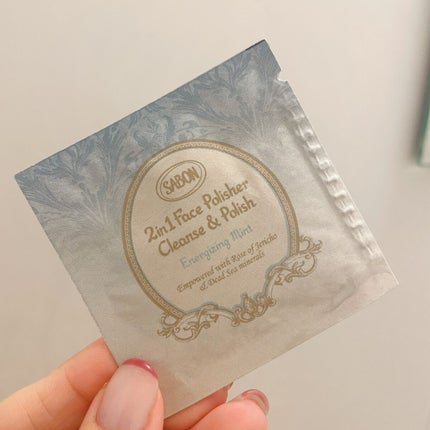 SABON
2in1 Face Polisher
Cleanse & Polish
Energizing Mint
Empowered with Rose of Jericho
& Dead Sea minerals